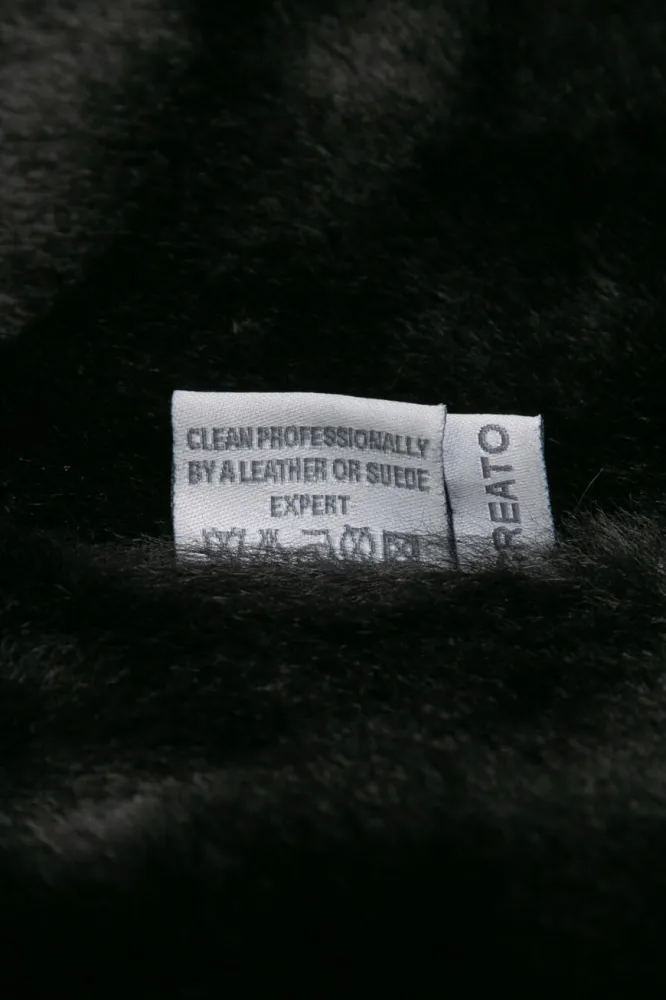 CLEAN PROFESSIONALLY
BY A LEATHER OR SUEDE
EXPERT
REATO